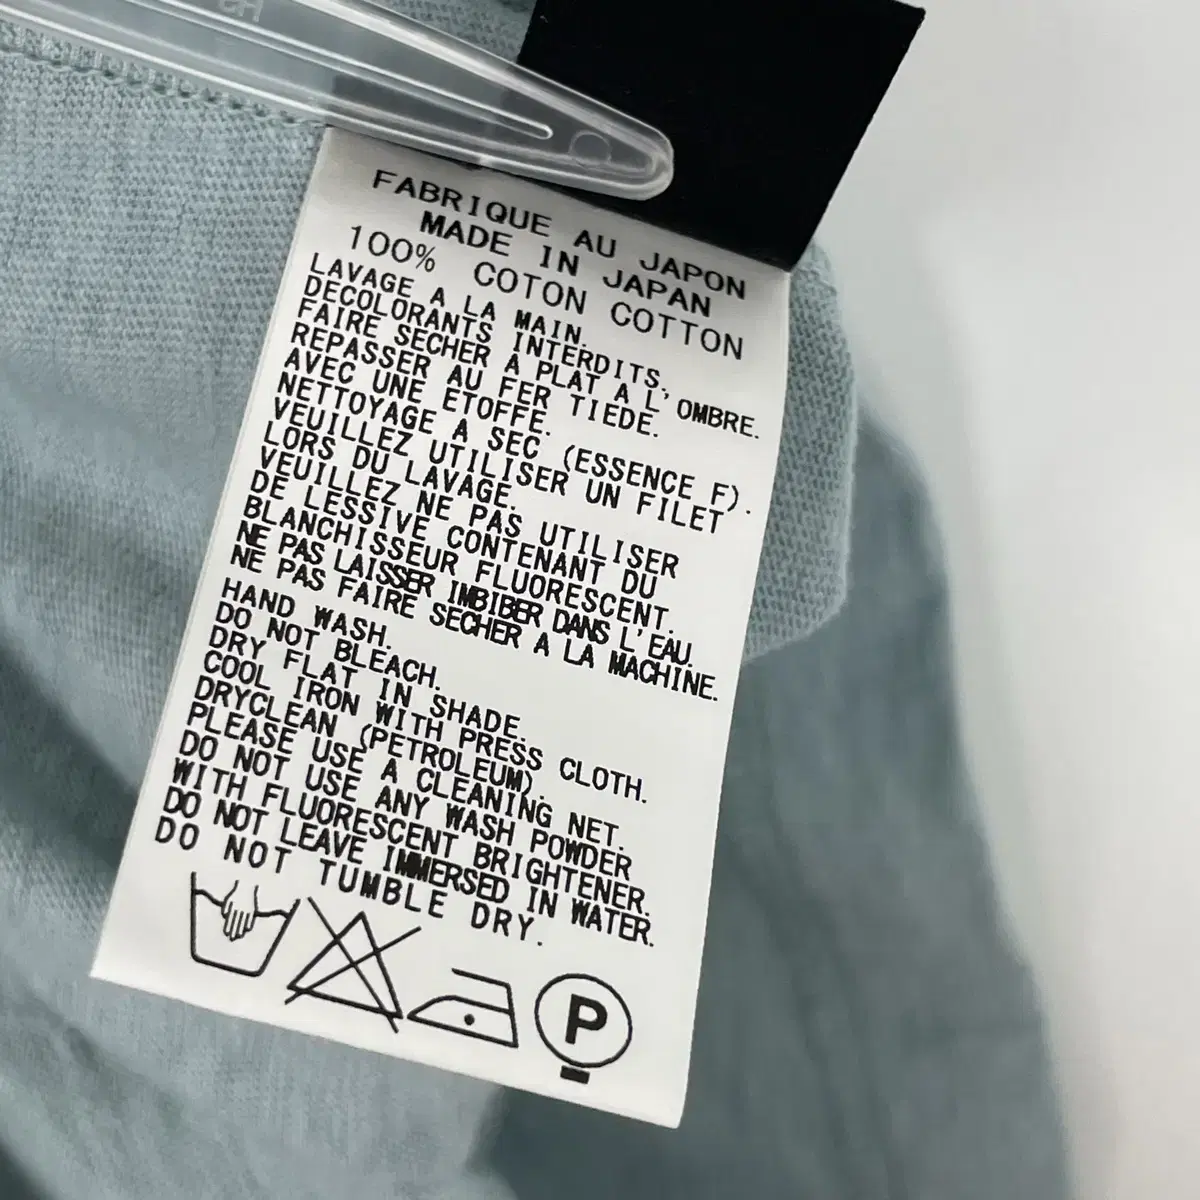 FABRIQUE AU JAPON
MADE IN JAPAN
100% COTON COTTON
LAVAGE A LA MAIN.
DECOLORANTS INTERDITS.
FAIRE SECHER A PLAT A L'OMBRE.
REPASSER AU FER TIEDE.
AVEC UNE ETOFFE.
NETTOYAGE A SEC (ESSENCE F).
VEUILLEZ UTILISER UN FILET
LORS DU LAVAGE.
VEUILLEZ NE PAS UTILISER
DE LESSIVE CONTENANT DU
BLANCHISSEUR FLUORESCENT.
NE PAS LAISSER IMBIBER DANS L'EAU.
NE PAS FAIRE SECHER A LA MACHINE.
HAND WASH.
DO NOT BLEACH.
DRY FLAT IN SHADE.
COOL IRON WITH PRESS CLOTH.
DRYCLEAN (PETROLEUM).
PLEASE USE A CLEANING NET.
DO NOT USE ANY WASH POWDER
WITH FLUORESCENT BRIGHTENER.
DO NOT LEAVE IMMERSED IN WATER.
DO NOT TUMBLE DRY.
P